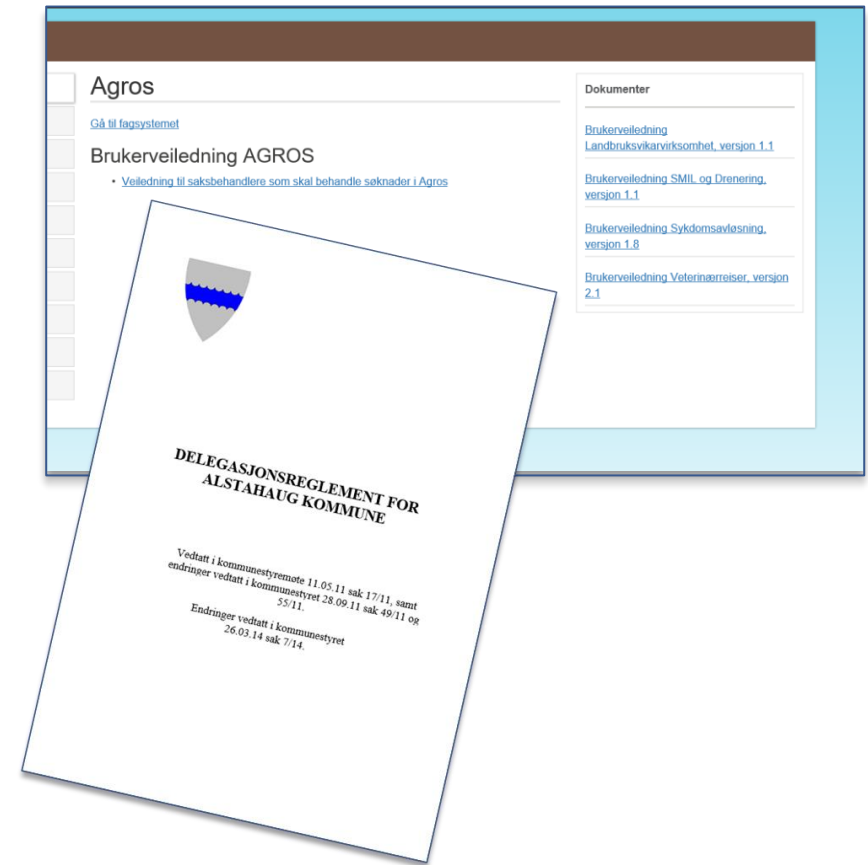 Agros
Gå til fagsystemet
Brukerveiledning AGROS
• Veiledning til saksbehandlere som skal behandle søknader i Agros
Dokumenter
Brukerveiledning
Landbruksvikarvirksomhet, versjon 1.1
Brukerveiledning SMIL og Drenering,
versjon 1.1
Brukerveiledning Sykdomsavløsning,
versjon 1.8
Brukerveiledning Veterinærreiser, versjon
2.1
DELEGASJONSREGLEMENT FOR
ALSTAHAUG KOMMUNE
Vedtatt i kommunestyremøte 11.05.11 sak 17/11, samt
endringer vedtatt i kommunestyret 28.09.11 sak 49/11 og
55/11.
Endringer vedtatt i kommunestyret
26.03.14 sak 7/14.